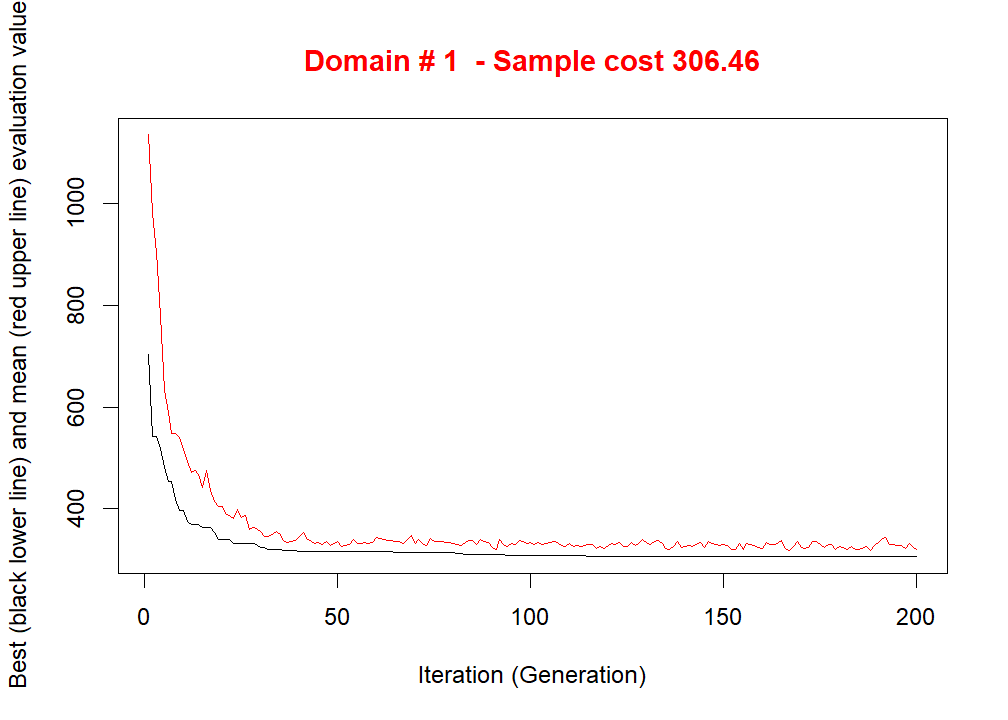 Domain # 1  - Sample cost 306.46
Best (black lower line) and mean (red upper line) evaluation value
1000
800
600
400
0 50 100 150 200
Iteration (Generation)